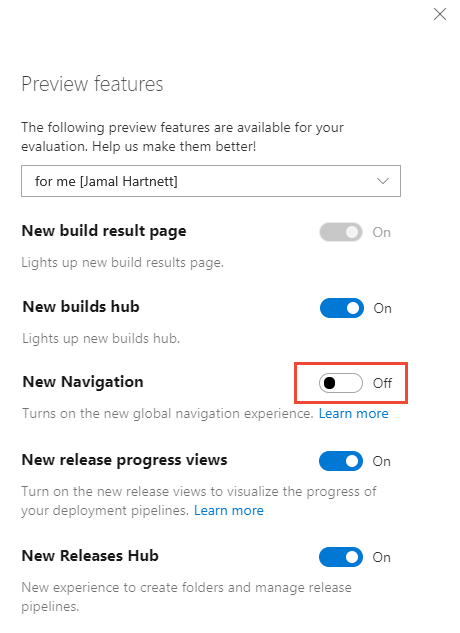 Preview features
The following preview features are available for your
evaluation. Help us make them better!
for me [Jamal Hartnett]
New build result page
On
Lights up new build results page.
New builds hub
On
Lights up new builds hub.
New Navigation
Off
Turns on the new global navigation experience. Learn more
New release progress views
On
Turn on the new release views to visualize the progress of
your deployment pipelines. Learn more
New Releases Hub
On
New experience to create folders and manage release
pipelines.